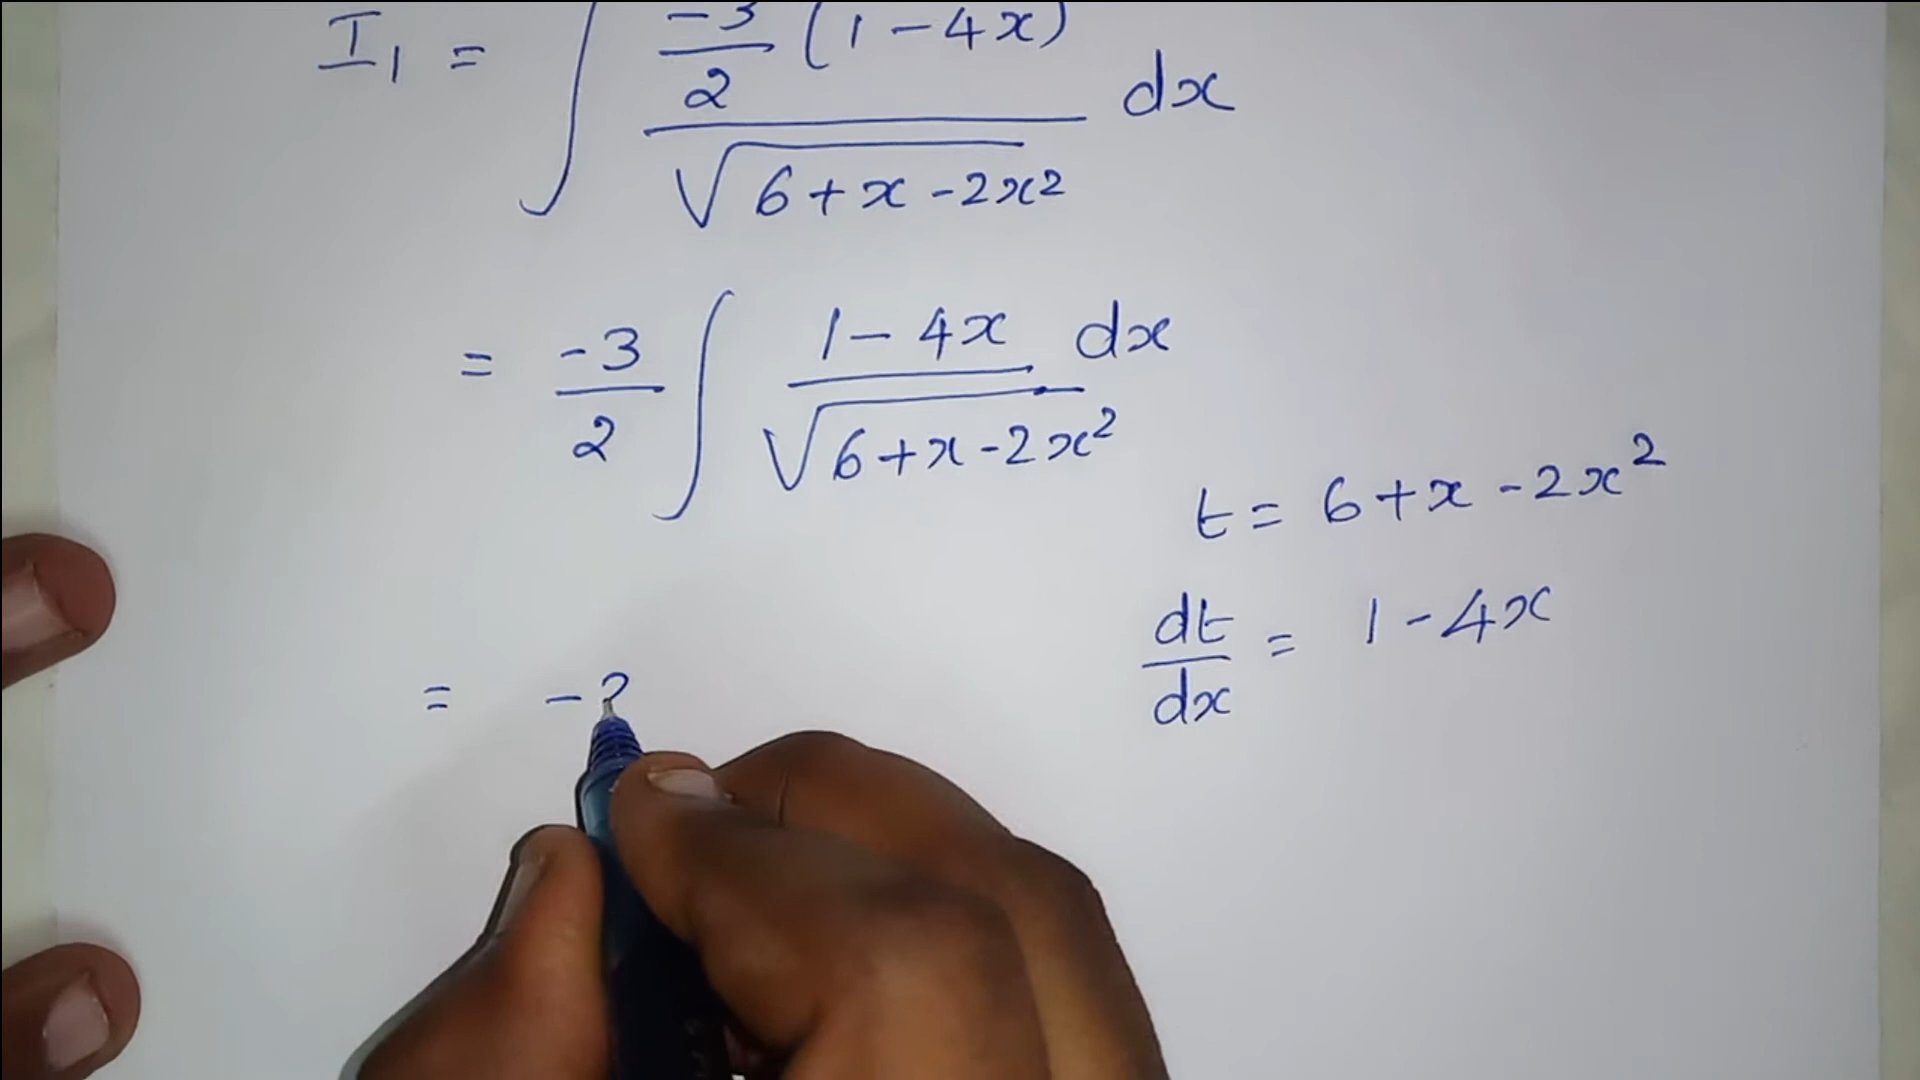 I₁ = ∫ -3/2 (1-4x) / √6+x-2x² dx
= -3/2 ∫ 1-4x / √6+x-2x² dx
t = 6+x-2x²
dt/dx = 1-4x
= -